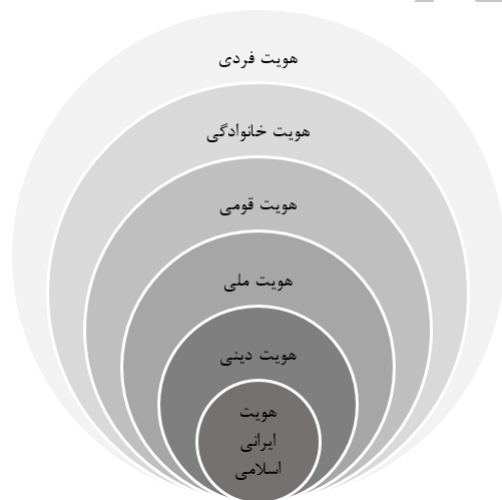 هویت فردی
هویت خانوادگی
هویت قومی
هویت ملی
هویت دینی
هویت
ایرانی
اسلامی